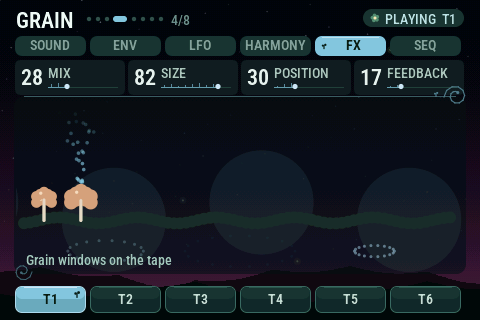 GRAIN 4/8 PLAYING T1
SOUND ENV LFO HARMONY FX SEQ
28 MIX 82 SIZE 30 POSITION 17 FEEDBACK
Grain windows on the tape
T1 T2 T3 T4 T5 T6